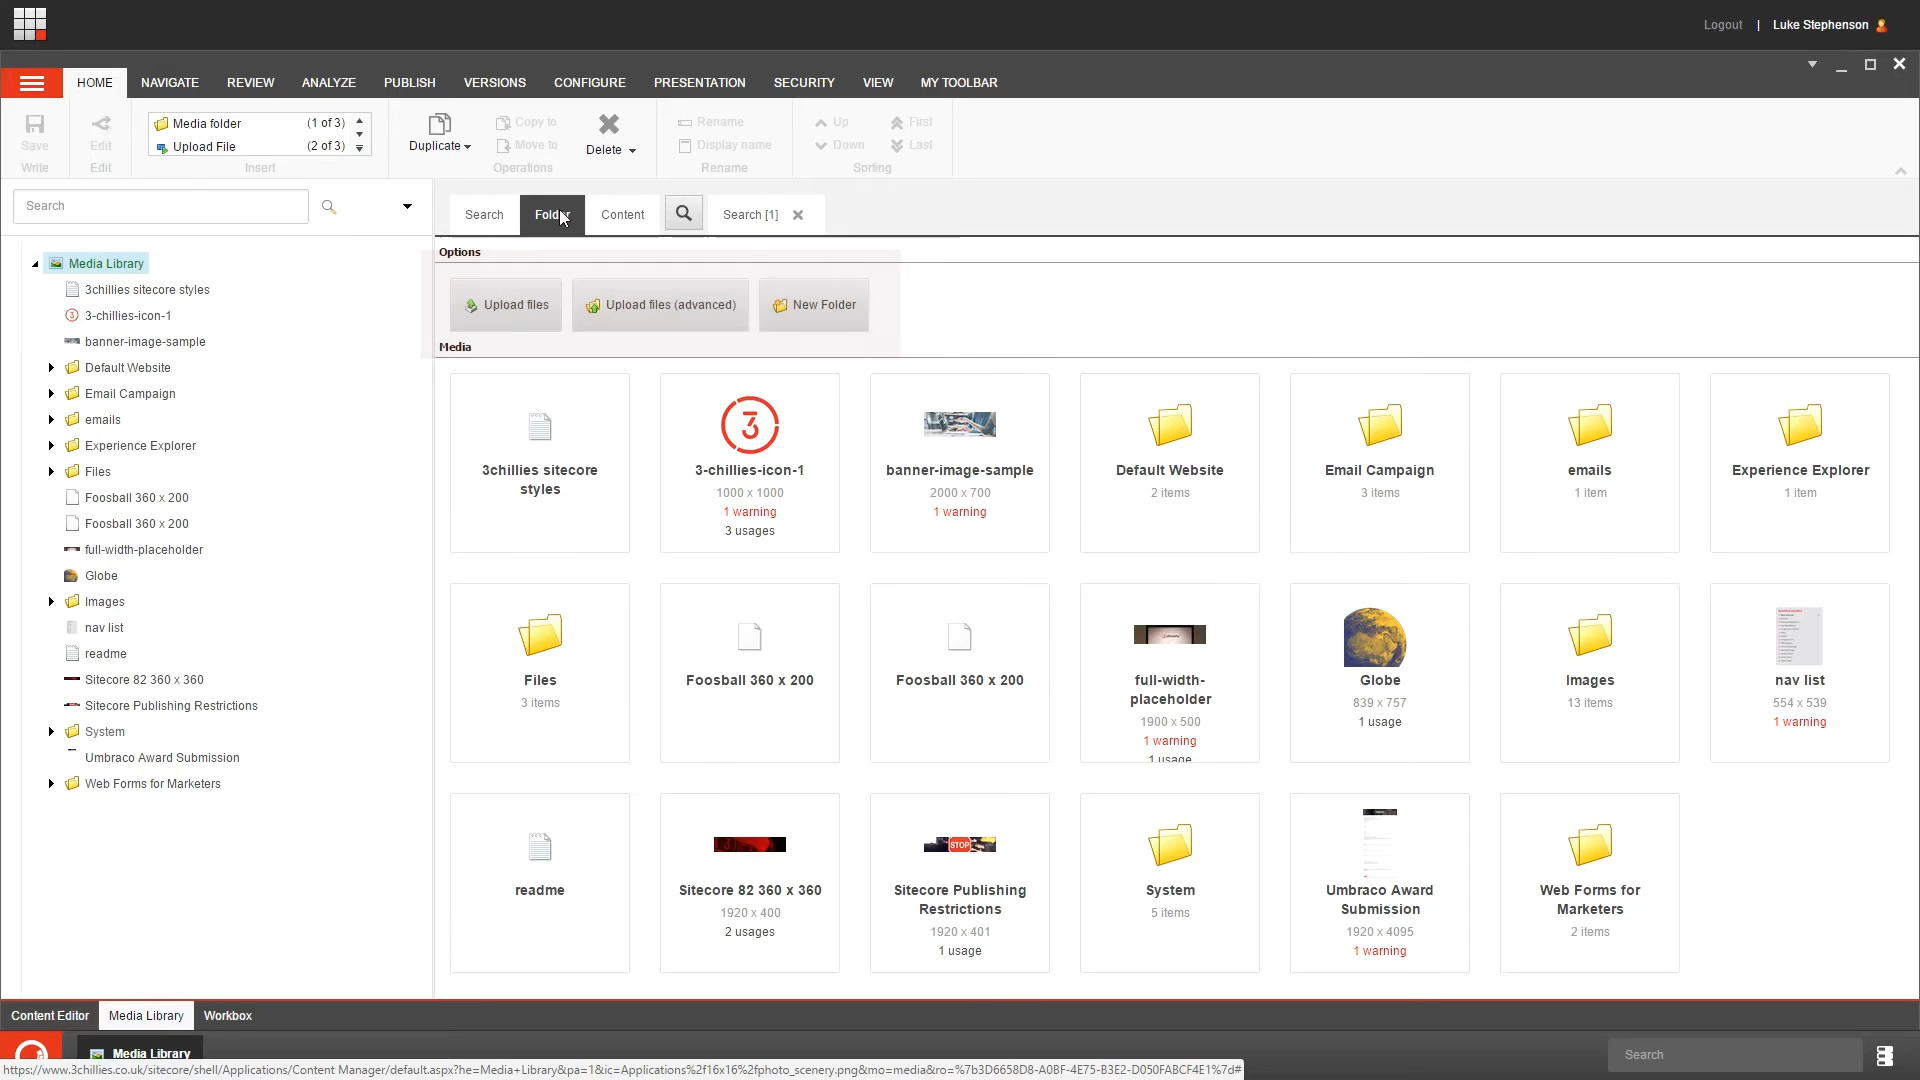 Logout | Luke Stephenson
HOME NAVIGATE REVIEW ANALYZE PUBLISH VERSIONS CONFIGURE PRESENTATION SECURITY VIEW MY TOOLBAR
Save
Write
Edit
Edit
Media folder (1 of 3)
Upload File (2 of 3)
Insert
Duplicate
Copy to
Move to
Delete
Operations
Rename
Display name
Rename
Up First
Down Last
Sorting
Search
Search Folder Content Search [1]
Media Library
3chillies sitecore styles
3-chillies-icon-1
banner-image-sample
Default Website
Email Campaign
emails
Experience Explorer
Files
Foosball 360 x 200
Foosball 360 x 200
full-width-placeholder
Globe
Images
nav list
readme
Sitecore 82 360 x 360
Sitecore Publishing Restrictions
System
Umbraco Award Submission
Web Forms for Marketers
Options
Upload files Upload files (advanced) New Folder
Media
3chillies sitecore
styles
3
3-chillies-icon-1
1000 x 1000
1 warning
3 usages
banner-image-sample
2000 x 700
1 warning
Default Website
2 items
Email Campaign
3 items
emails
1 item
Experience Explorer
1 item
Files
3 items
Foosball 360 x 200
Foosball 360 x 200
full-width-
placeholder
1900 x 500
1 warning
1 usage
Globe
839 x 757
1 usage
Images
13 items
nav list
554 x 539
1 warning
readme
Sitecore 82 360 x 360
1920 x 400
2 usages
STOP
Sitecore Publishing
Restrictions
1920 x 401
1 usage
System
5 items
Umbraco Award
Submission
1920 x 4095
1 warning
Web Forms for
Marketers
2 items
Content Editor Media Library Workbox
Media Library
Search
https://www.3chillies.co.uk/sitecore/shell/Applications/Content Manager/default.aspx?he=Media+Library&pa=1&ic=Applications%2f16x16%2fphoto_scenery.png&mo=media&ro=%7b3D6658D8-A0BF-4E75-B3E2-D050FABCF4E1%7d#